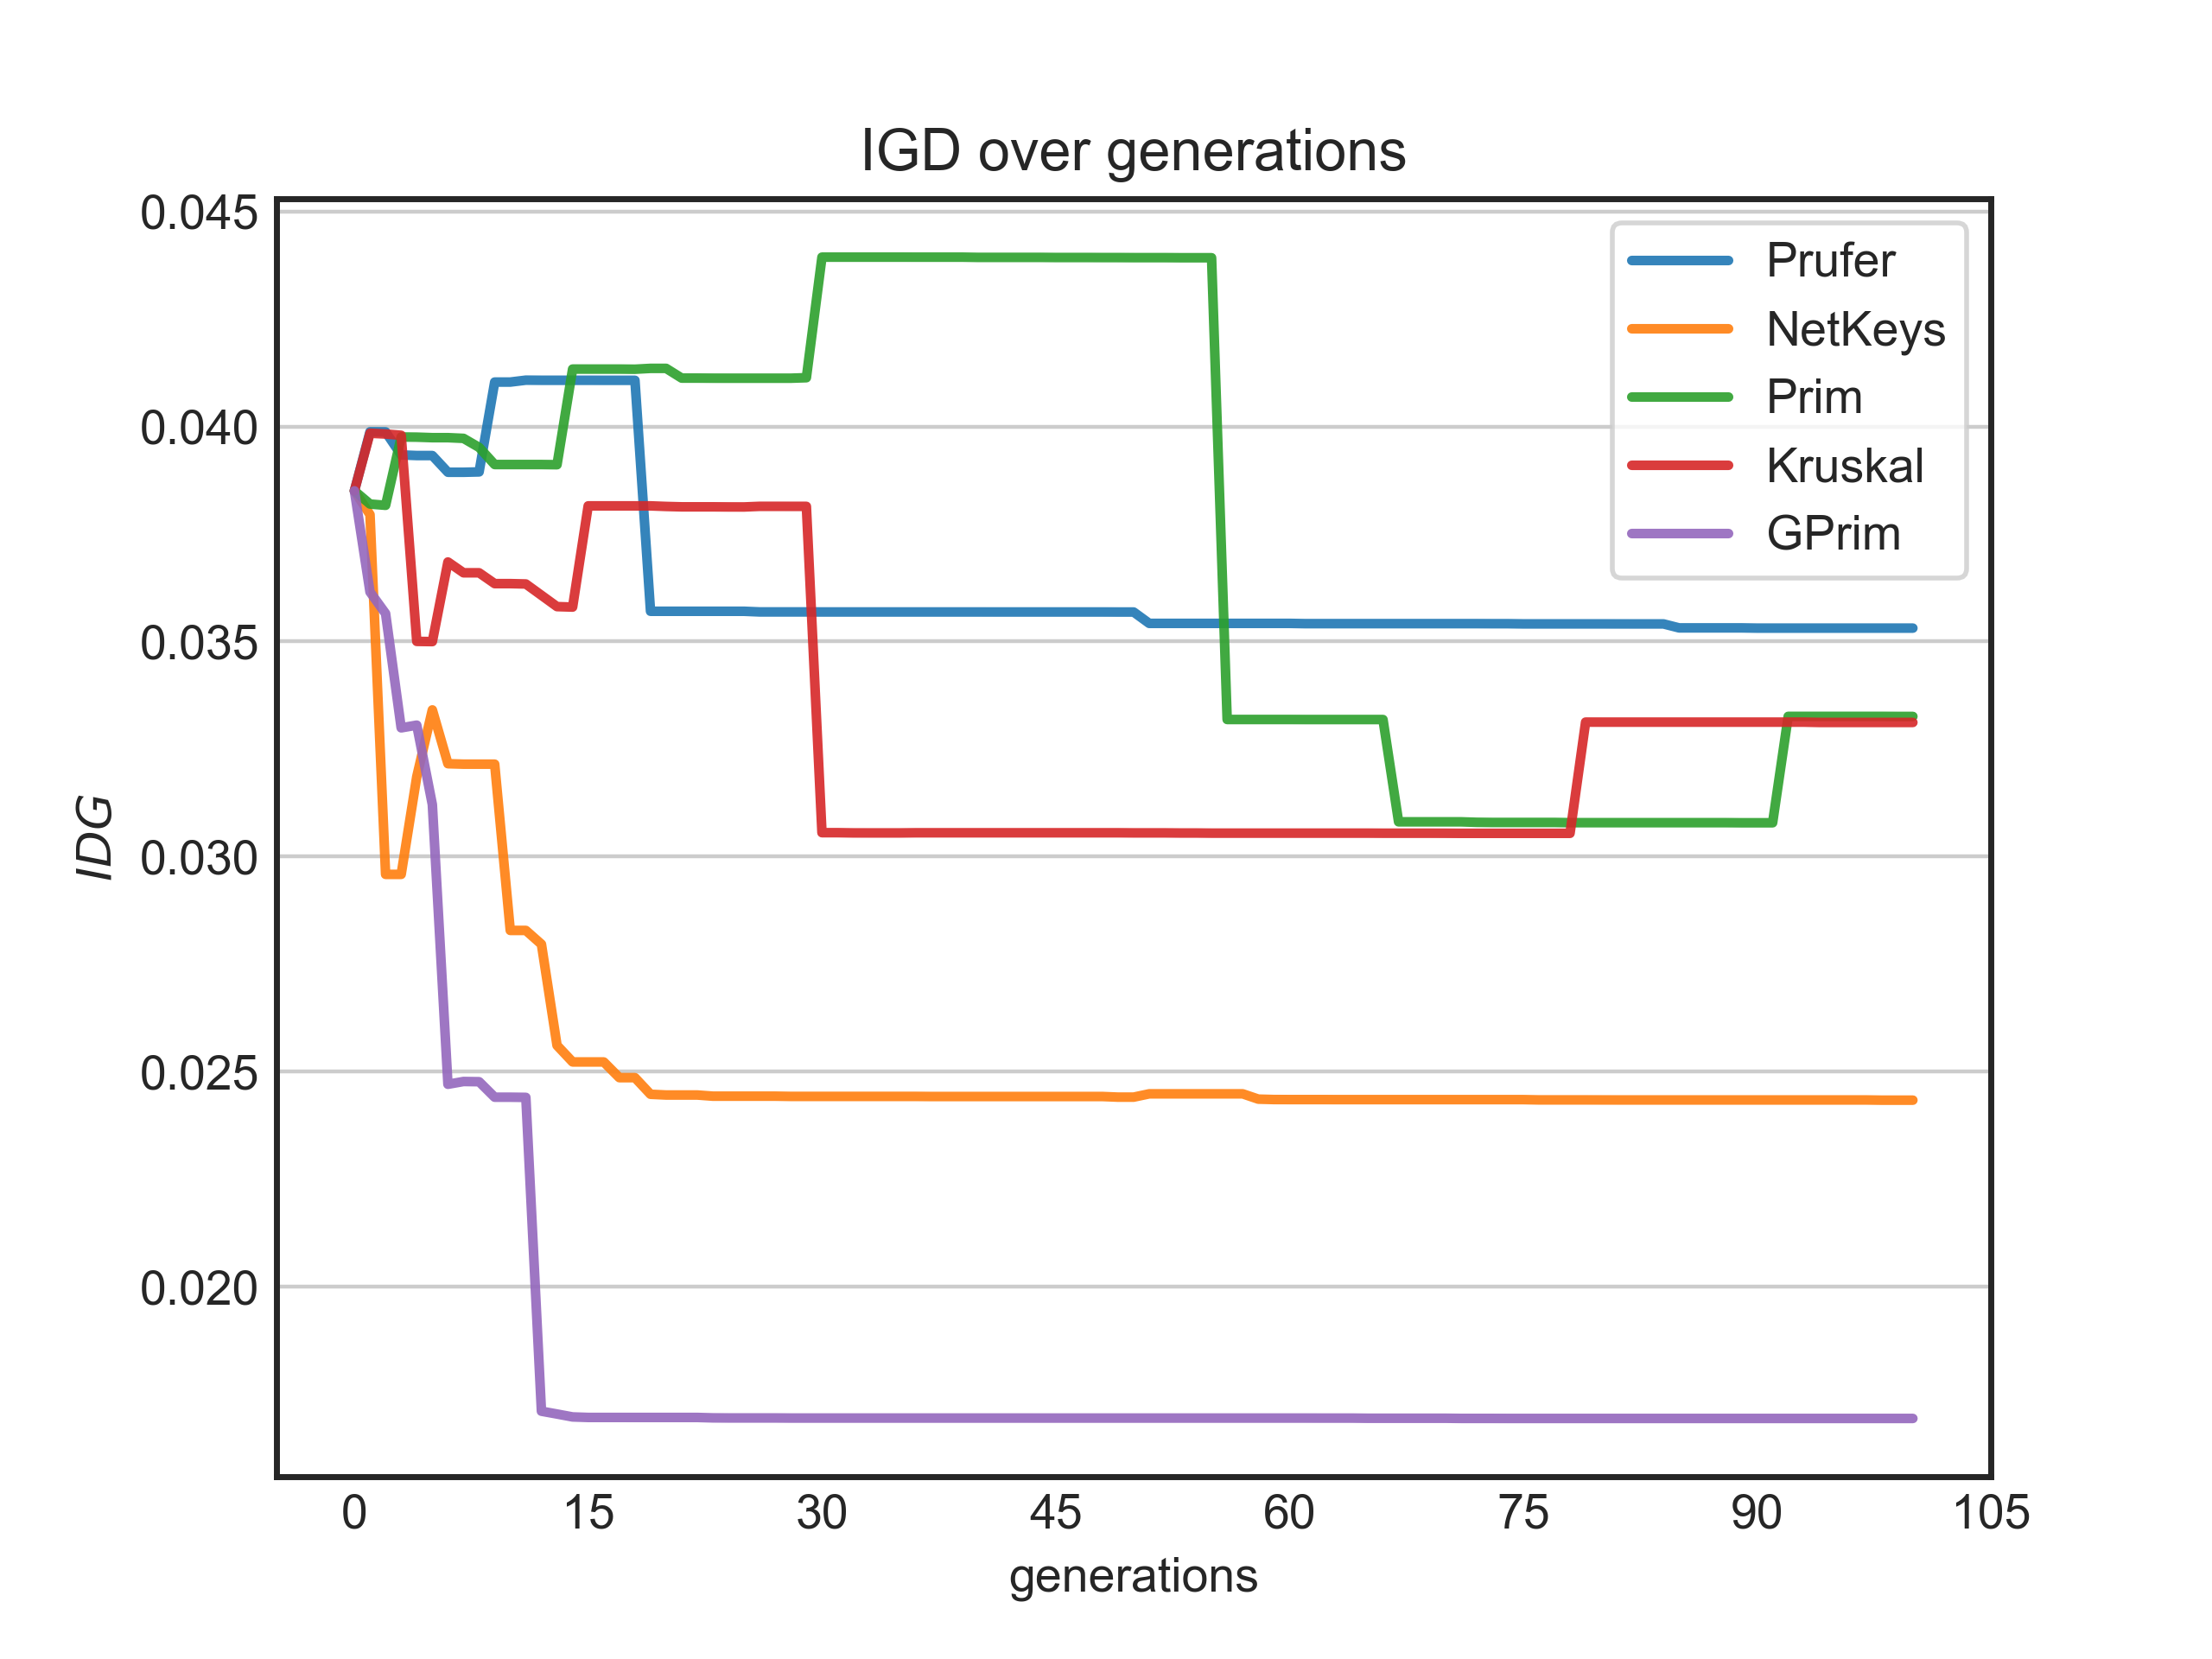 IGD over generations
0.045
0.040
0.035
0.030
0.025
0.020
IDG
Prufer
NetKeys
Prim
Kruskal
GPrim
0 15 30 45 60 75 90 105
generations